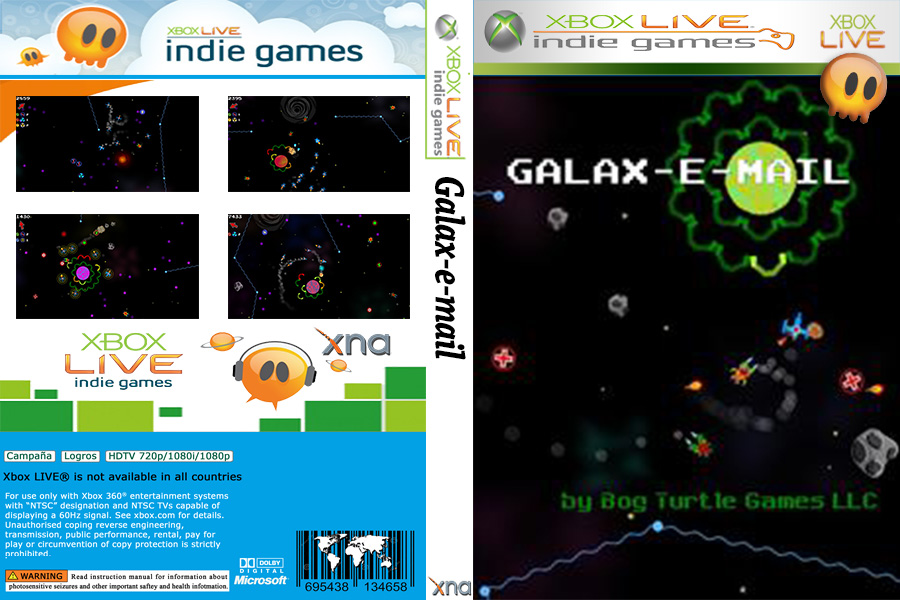 XBOX LIVE
indie games
2459
2395
1430
7433
XBOX LIVE
indie games
xna
Campaña Logros HDTV 720p/1080i/1080p
Xbox LIVE® is not available in all countries
For use only with Xbox 360® entertainment systems
with “NTSC” designation and NTSC TVs capable of
displaying a 60Hz signal. See xbox.com for details.
Unauthorised coping reverse engineering,
transmission, public performance, rental, pay for
play or circumvention of copy protection is strictly
prohibited.
WARNING Read instruction manual for information about
photosensitive seizures and other important saftey and health infotmation.
DOLBY
DIGITAL
Microsoft®
695438 134658
XBOX LIVE
indie games
Galax-e-mail
xna
XBOX LIVE
indie games
XBOX
LIVE
GALAX-E-MAIL
by Bog Turtle Games LLC